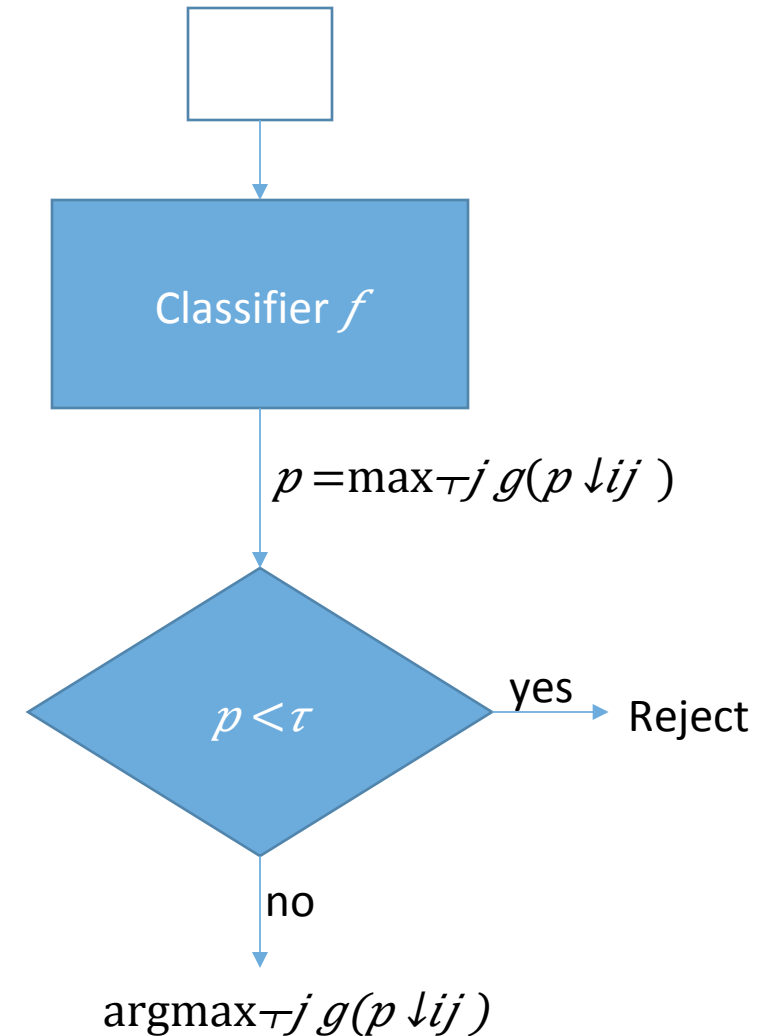 Classifier f
p=max┬j g(p↓ij )
p<τ
yes
Reject
no
argmax┬j g(p↓ij )